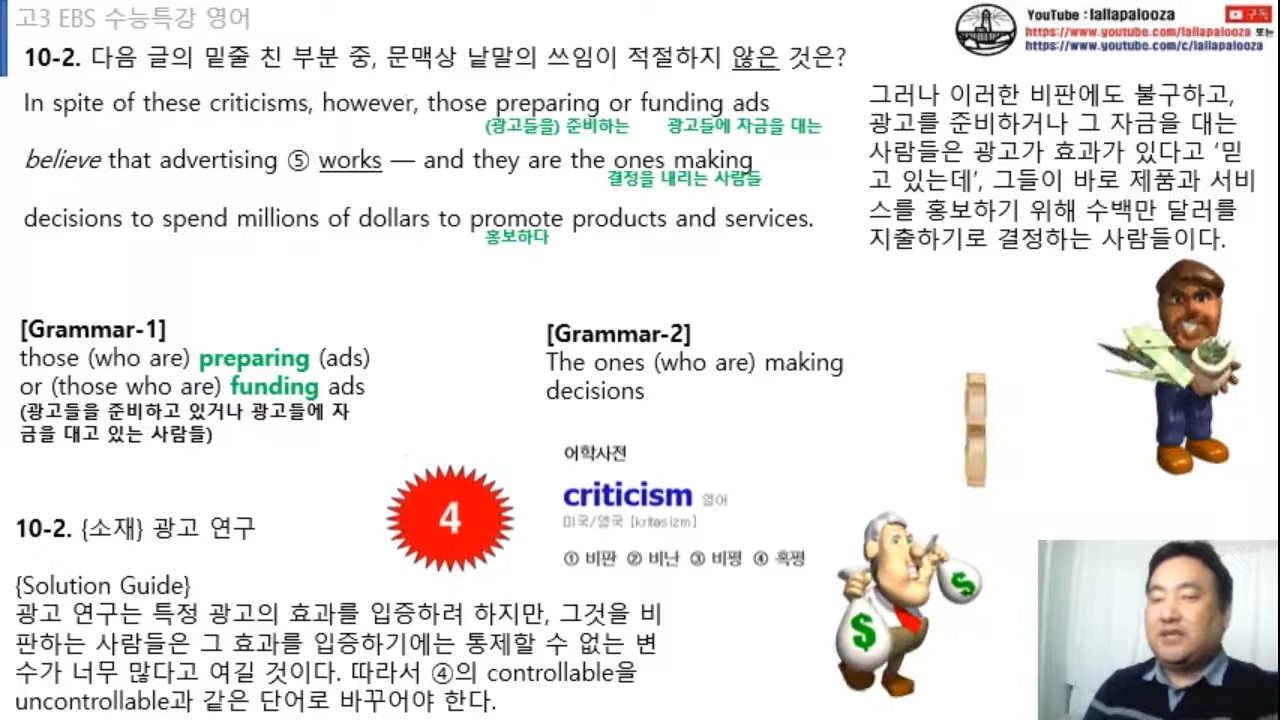 고3 EBS 수능특강 영어
YouTube : lallapalooza 구독
https://www.youtube.com/lallapalooza 또는
https://www.youtube.com/c/lallapalooza
10-2. 다음 글의 밑줄 친 부분 중, 문맥상 낱말의 쓰임이 적절하지 않은 것은?
In spite of these criticisms, however, those preparing or funding ads
(광고들을) 준비하는 광고들에 자금을 대는
believe that advertising ⑤ works — and they are the ones making
결정을 내리는 사람들
decisions to spend millions of dollars to promote products and services.
홍보하다
그러나 이러한 비판에도 불구하고,
광고를 준비하거나 그 자금을 대는
사람들은 광고가 효과가 있다고 ‘믿
고 있는데’, 그들이 바로 제품과 서비
스를 홍보하기 위해 수백만 달러를
지출하기로 결정하는 사람들이다.
[Grammar-1]
those (who are) preparing (ads)
or (those who are) funding ads
(광고들을 준비하고 있거나 광고들에 자
금을 대고 있는 사람들)
[Grammar-2]
The ones (who are) making
decisions
어학사전
criticism 영어
미국/영국 [krítəsìzm]
① 비판 ② 비난 ③ 비평 ④ 혹평
4
10-2. {소재} 광고 연구
{Solution Guide}
광고 연구는 특정 광고의 효과를 입증하려 하지만, 그것을 비
판하는 사람들은 그 효과를 입증하기에는 통제할 수 없는 변
수가 너무 많다고 여길 것이다. 따라서 ④의 controllable을
uncontrollable과 같은 단어로 바꾸어야 한다.
$
$